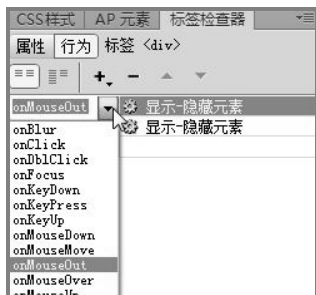 CSS样式 AP 元素 标签检查器
属性 行为 标签 <div>
onMouseOut 显示-隐藏元素
显示-隐藏元素
onBlur
onClick
onDblClick
onFocus
onKeyDown
onKeyPress
onKeyUp
onMouseDown
onMouseMove
onMouseOut
onMouseOver
onMouseUp